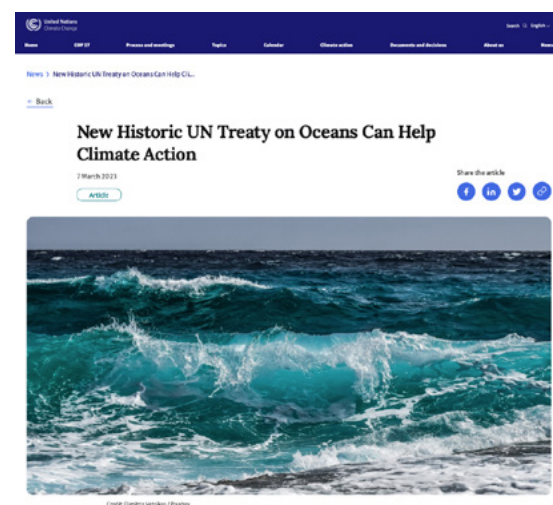 United Nations
Climate Change
Search English
Home COP 27 Process and meetings Topics Calendar Climate action Documents and decisions About us News
News > New Historic UN Treaty on Oceans Can Help Cli...
← Back
New Historic UN Treaty on Oceans Can Help
Climate Action
7 March 2023
Share the article
Article